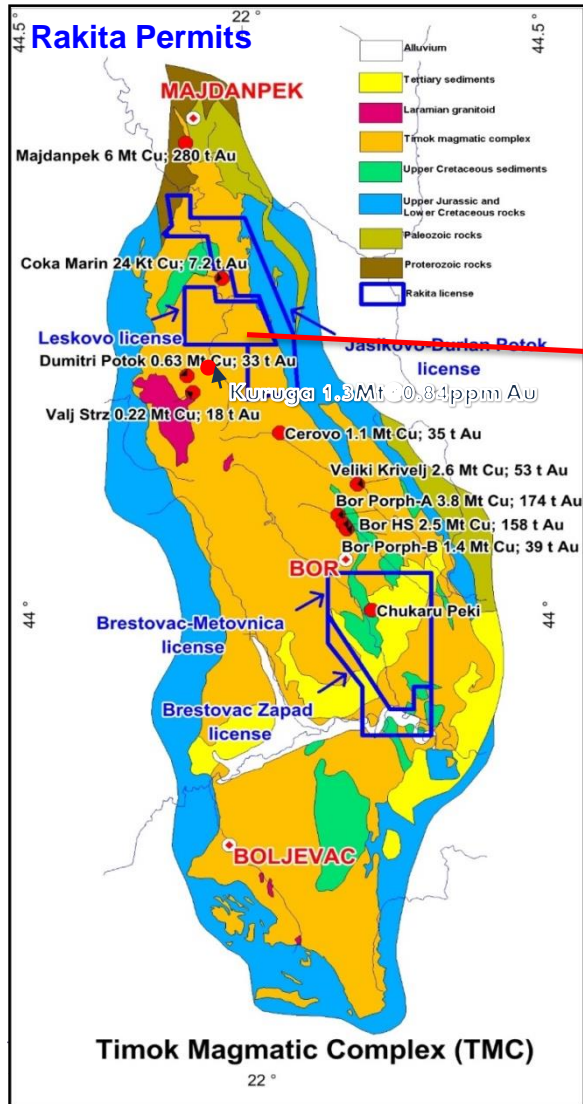 Rakita Permits
44.5°
22 °
44.5°
MAJDANPEK
Majdanpek 6 Mt Cu; 280 t Au
Alluvium
Tertiary sediments
Laramian granitoid
Timok magmatic complex
Upper Cretaceous sediments
Upper Jurassic and
Lower Cretaceous rocks
Paleozoic rocks
Proterozoic rocks
Rakita license
Coka Marin 24 Kt Cu; 7.2 t Au
Leskovo license
Jasikovo-Durlan Potok
license
Dumitri Potok 0.63 Mt Cu; 33 t Au
Kuruga 1.3Mt 0.84ppm Au
Valj Strz 0.22 Mt Cu; 18 t Au
Cerovo 1.1 Mt Cu; 35 t Au
Veliki Krivelj 2.6 Mt Cu; 53 t Au
Bor Porph-A 3.8 Mt Cu; 174 t Au
Bor HS 2.5 Mt Cu; 158 t Au
Bor Porph-B 1.4 Mt Cu; 39 t Au
BOR
44°
44°
Chukaru Peki
Brestovac-Metovnica
license
Brestovac Zapad
license
BOLJEVAC
Timok Magmatic Complex (TMC)
22 °